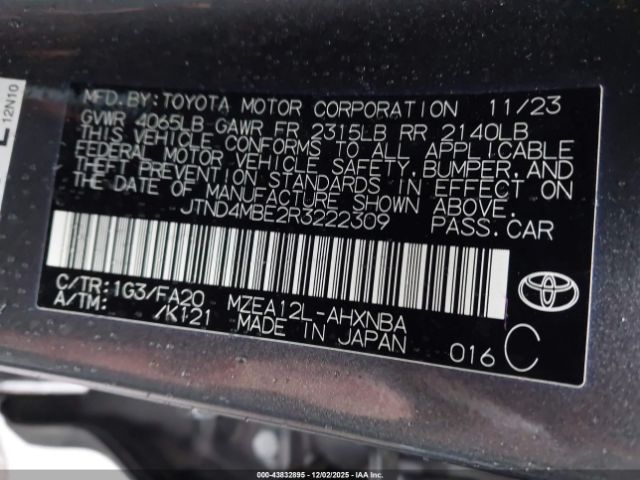 12N10
MFD.BY:TOYOTA MOTOR CORPORATION 11/23
GVWR 4065LB GAWR FR 2315LB RR 2140LB
THIS VEHICLE CONFORMS TO ALL APPLICABLE
FEDERAL MOTOR VEHICLE SAFETY,BUMPER,AND
THEFT PREVENTION STANDARDS IN EFFECT ON
THE DATE OF MANUFACTURE SHOWN ABOVE.
JTND4MBE2R3222309 PASS.CAR
C/TR:1G3/FA20 MZEA12L-AHXNBA
A/TM: /K121 MADE IN JAPAN
016 C
000-43832895 • 12/02/2025 • IAAI